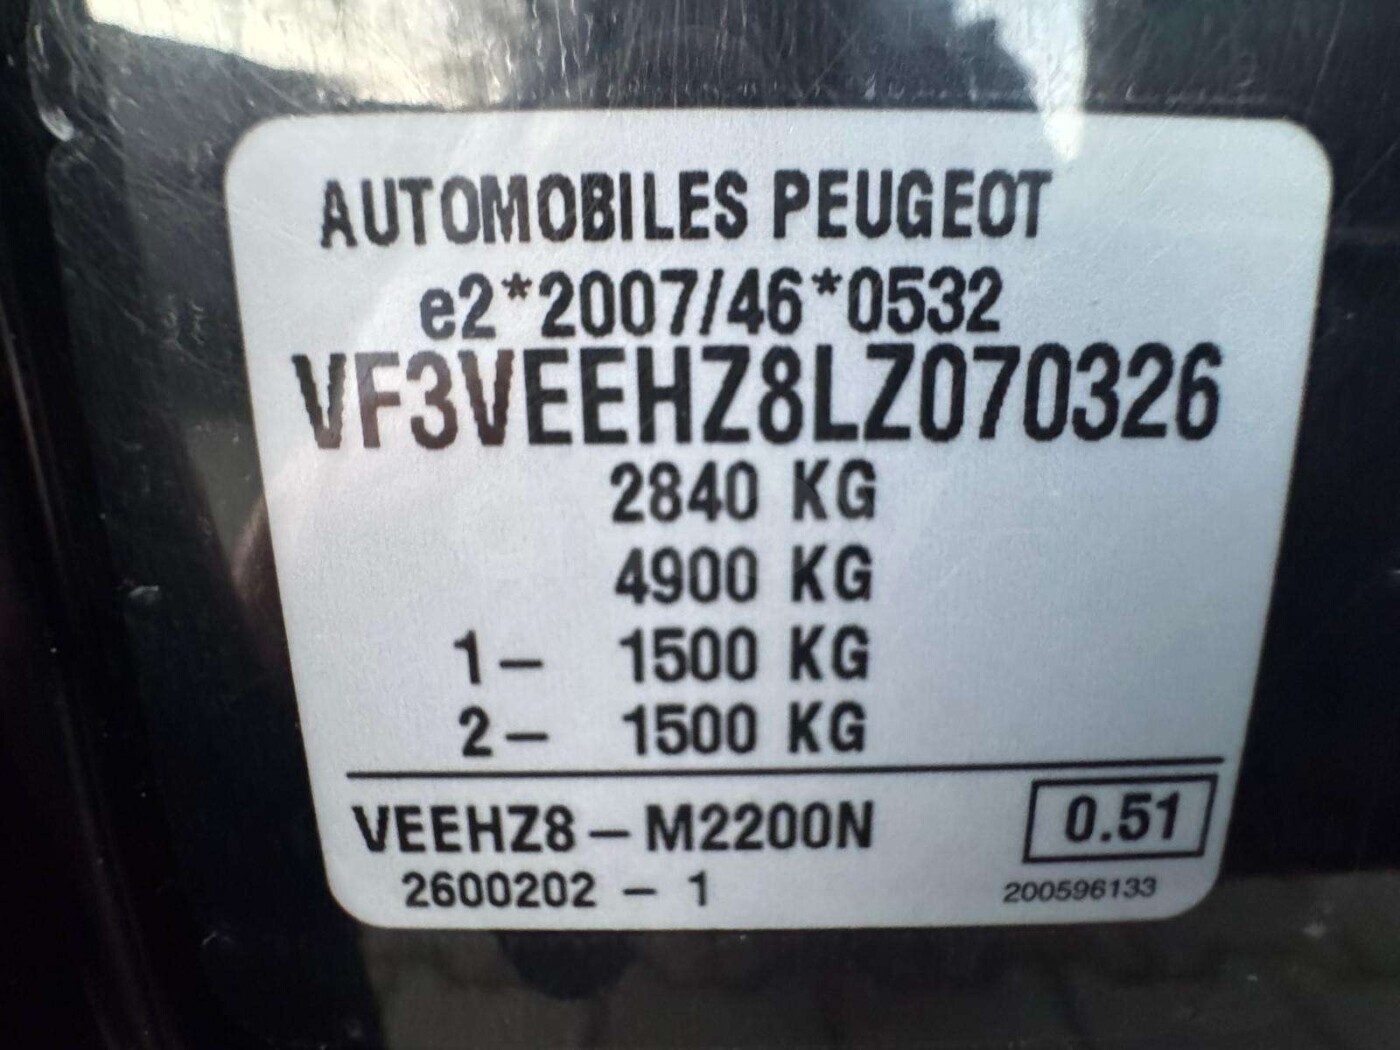 AUTOMOBILES PEUGEOT
e2*2007/46*0532
VF3VEEHZ8LZ070326
2840 KG
4900 KG
1- 1500 KG
2- 1500 KG
VEEHZ8-M2200N 0.51
2600202 - 1 200596133